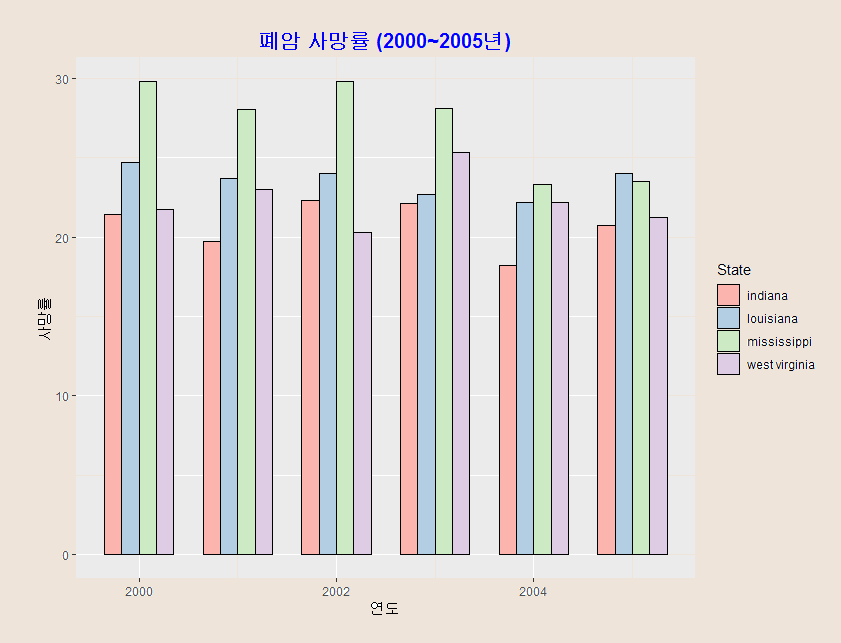 폐암 사망률 (2000~2005년)
30
20
10
0
사망률
2000
2002
2004
연도
State
indiana
louisiana
mississippi
west virginia